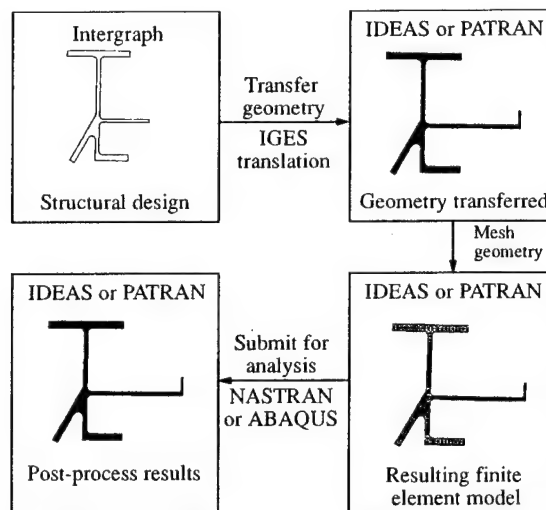 Intergraph
Structural design
Transfer
geometry
IGES
translation
IDEAS or PATRAN
Geometry transferred
Mesh
geometry
IDEAS or PATRAN
Resulting finite
element model
Submit for
analysis
NASTRAN
or ABAQUS
IDEAS or PATRAN
Post-process results